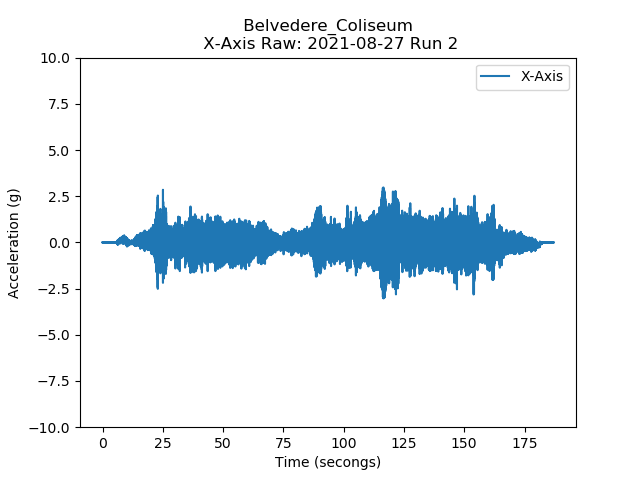 Belvedere_Coliseum
X-Axis Raw: 2021-08-27 Run 2
X-Axis
Acceleration (g)
10.0
7.5
5.0
2.5
0.0
−2.5
−5.0
−7.5
−10.0
0 25 50 75 100 125 150 175
Time (secongs)